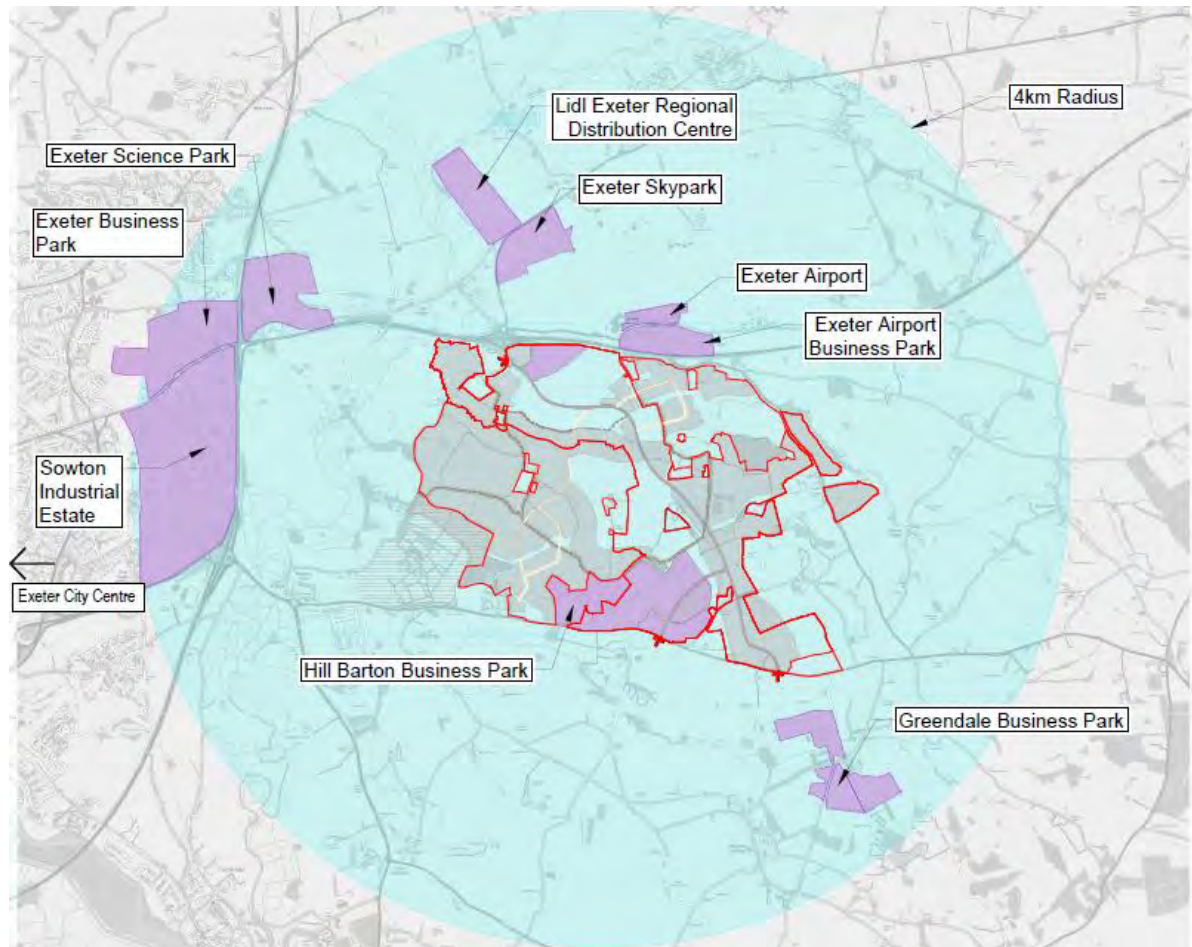 Lidl Exeter Regional
Distribution Centre
4km Radius
Exeter Science Park
Exeter Skypark
Exeter Business
Park
Exeter Airport
Exeter Airport
Business Park
Sowton
Industrial
Estate
Exeter City Centre
Hill Barton Business Park
Greendale Business Park